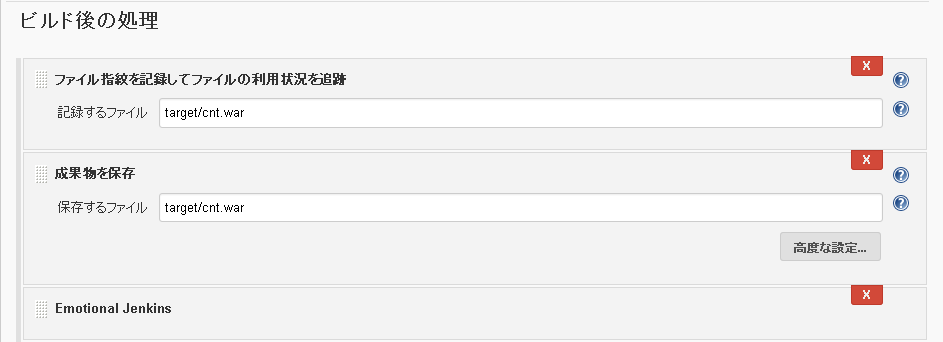 ビルド後の処理
X
ファイル指紋を記録してファイルの利用状況を追跡
?
記録するファイル target/cnt.war
?
X
成果物を保存
?
保存するファイル target/cnt.war
?
高度な設定...
X
Emotional Jenkins